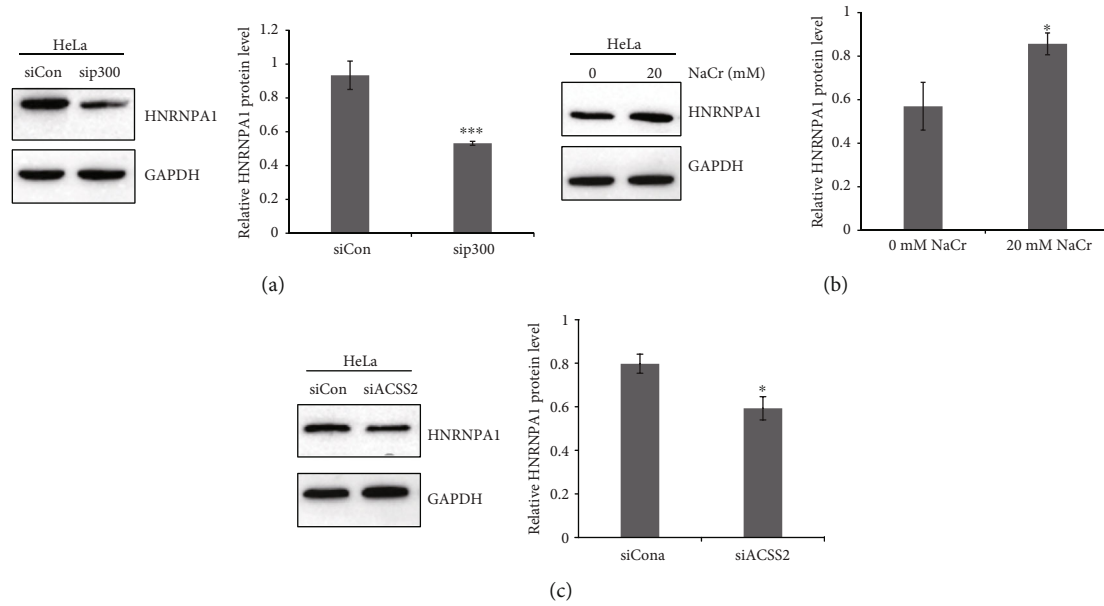 HeLa
siCon sip300
HNRNPA1
GAPDH
Relative HNRNPA1 protein level
1.2
1
0.8
0.6
0.4
0.2
0
***
siCon
sip300
(a)
HeLa
0 20 NaCr (mM)
HNRNPA1
GAPDH
Relative HNRNPA1 protein level
1
0.8
0.6
0.4
0.2
0
*
0 mM NaCr
20 mM NaCr
(b)
HeLa
siCon siACSS2
HNRNPA1
GAPDH
Relative HNRNPA1 protein level
1
0.8
0.6
0.4
0.2
0
*
siCona
siACSS2
(c)